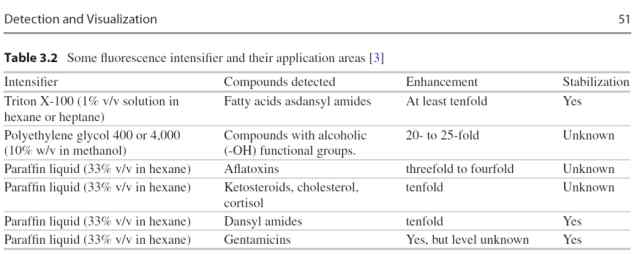 Detection and Visualization 51
Table 3.2 Some fluorescence intensifier and their application areas [3]
Intensifier Compounds detected Enhancement Stabilization
Triton X-100 (1% v/v solution in Fatty acids asdansyl amides At least tenfold Yes
hexane or heptane)
Polyethylene glycol 400 or 4,000 Compounds with alcoholic 20- to 25-fold Unknown
(10% w/v in methanol) (-OH) functional groups.
Paraffin liquid (33% v/v in hexane) Aflatoxins threefold to fourfold Unknown
Paraffin liquid (33% v/v in hexane) Ketosteroids, cholesterol, tenfold Unknown
cortisol
Paraffin liquid (33% v/v in hexane) Dansyl amides tenfold Yes
Paraffin liquid (33% v/v in hexane) Gentamicins Yes, but level unknown Yes